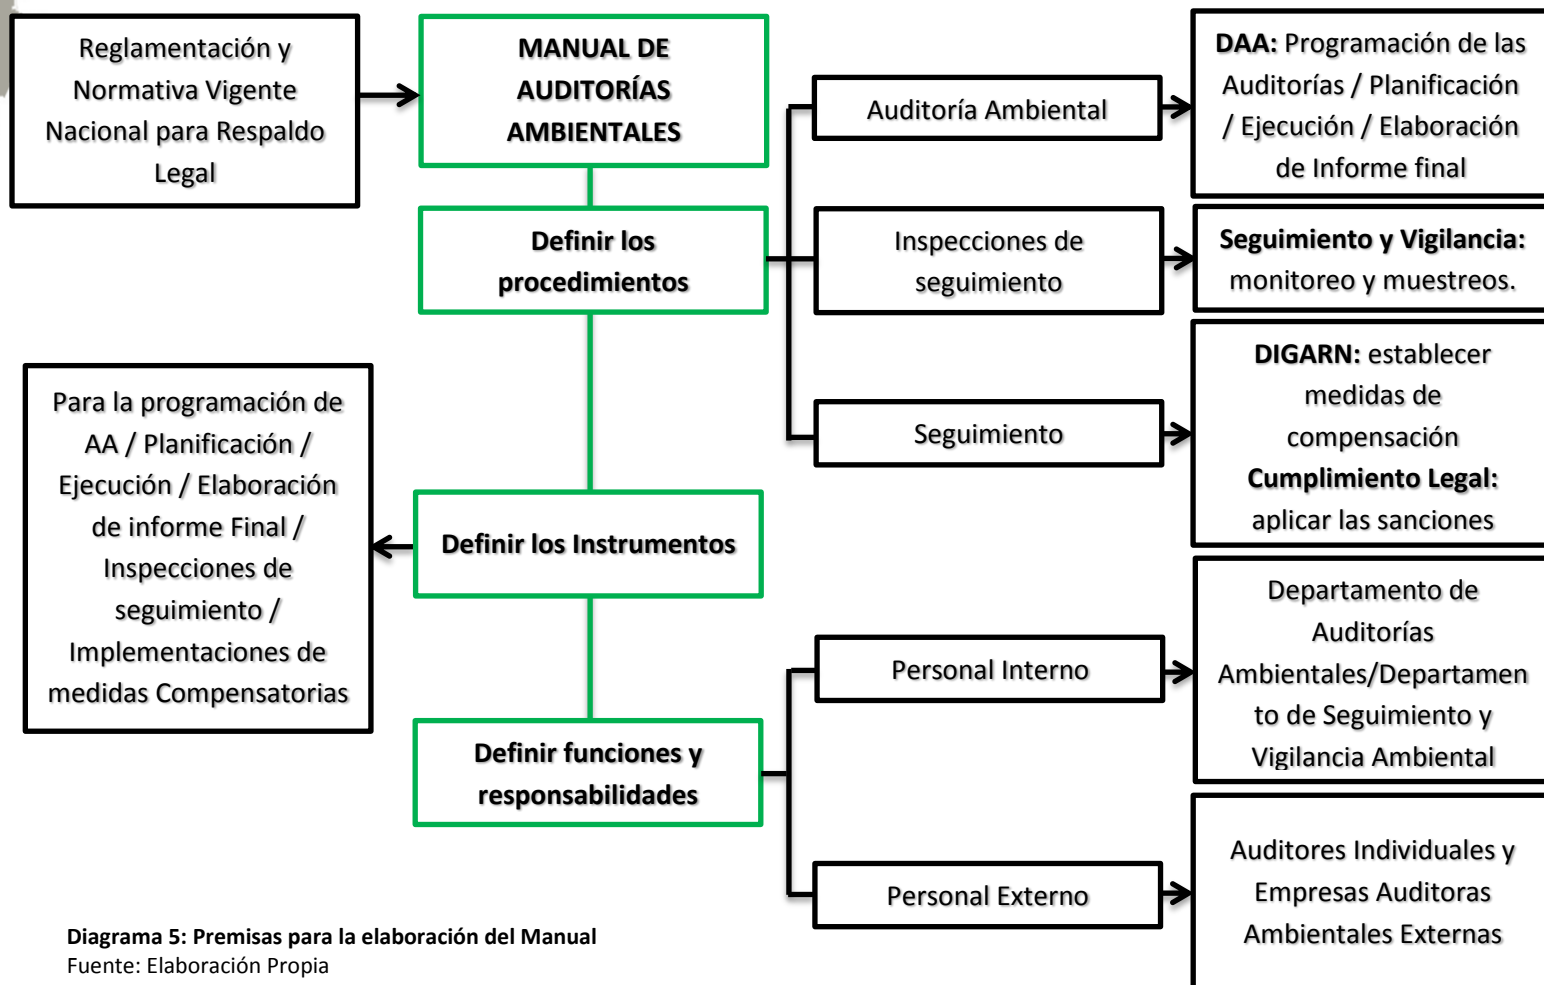 Reglamentación y
Normativa Vigente
Nacional para Respaldo
Legal
MANUAL DE
AUDITORÍAS
AMBIENTALES
Auditoría Ambiental
DAA: Programación de las
Auditorías / Planificación
/ Ejecución / Elaboración
de Informe final
Definir los
procedimientos
Inspecciones de
seguimiento
Seguimiento y Vigilancia:
monitoreo y muestreos.
Seguimiento
DIGARN: establecer
medidas de
compensación
Cumplimiento Legal:
aplicar las sanciones
Para la programación de
AA / Planificación /
Ejecución / Elaboración
de informe Final /
Inspecciones de
seguimiento /
Implementaciones de
medidas Compensatorias
Definir los Instrumentos
Definir funciones y
responsabilidades
Personal Interno
Departamento de
Auditorías
Ambientales/Departamen
to de Seguimiento y
Vigilancia Ambiental
Personal Externo
Auditores Individuales y
Empresas Auditoras
Ambientales Externas
Diagrama 5: Premisas para la elaboración del Manual
Fuente: Elaboración Propia